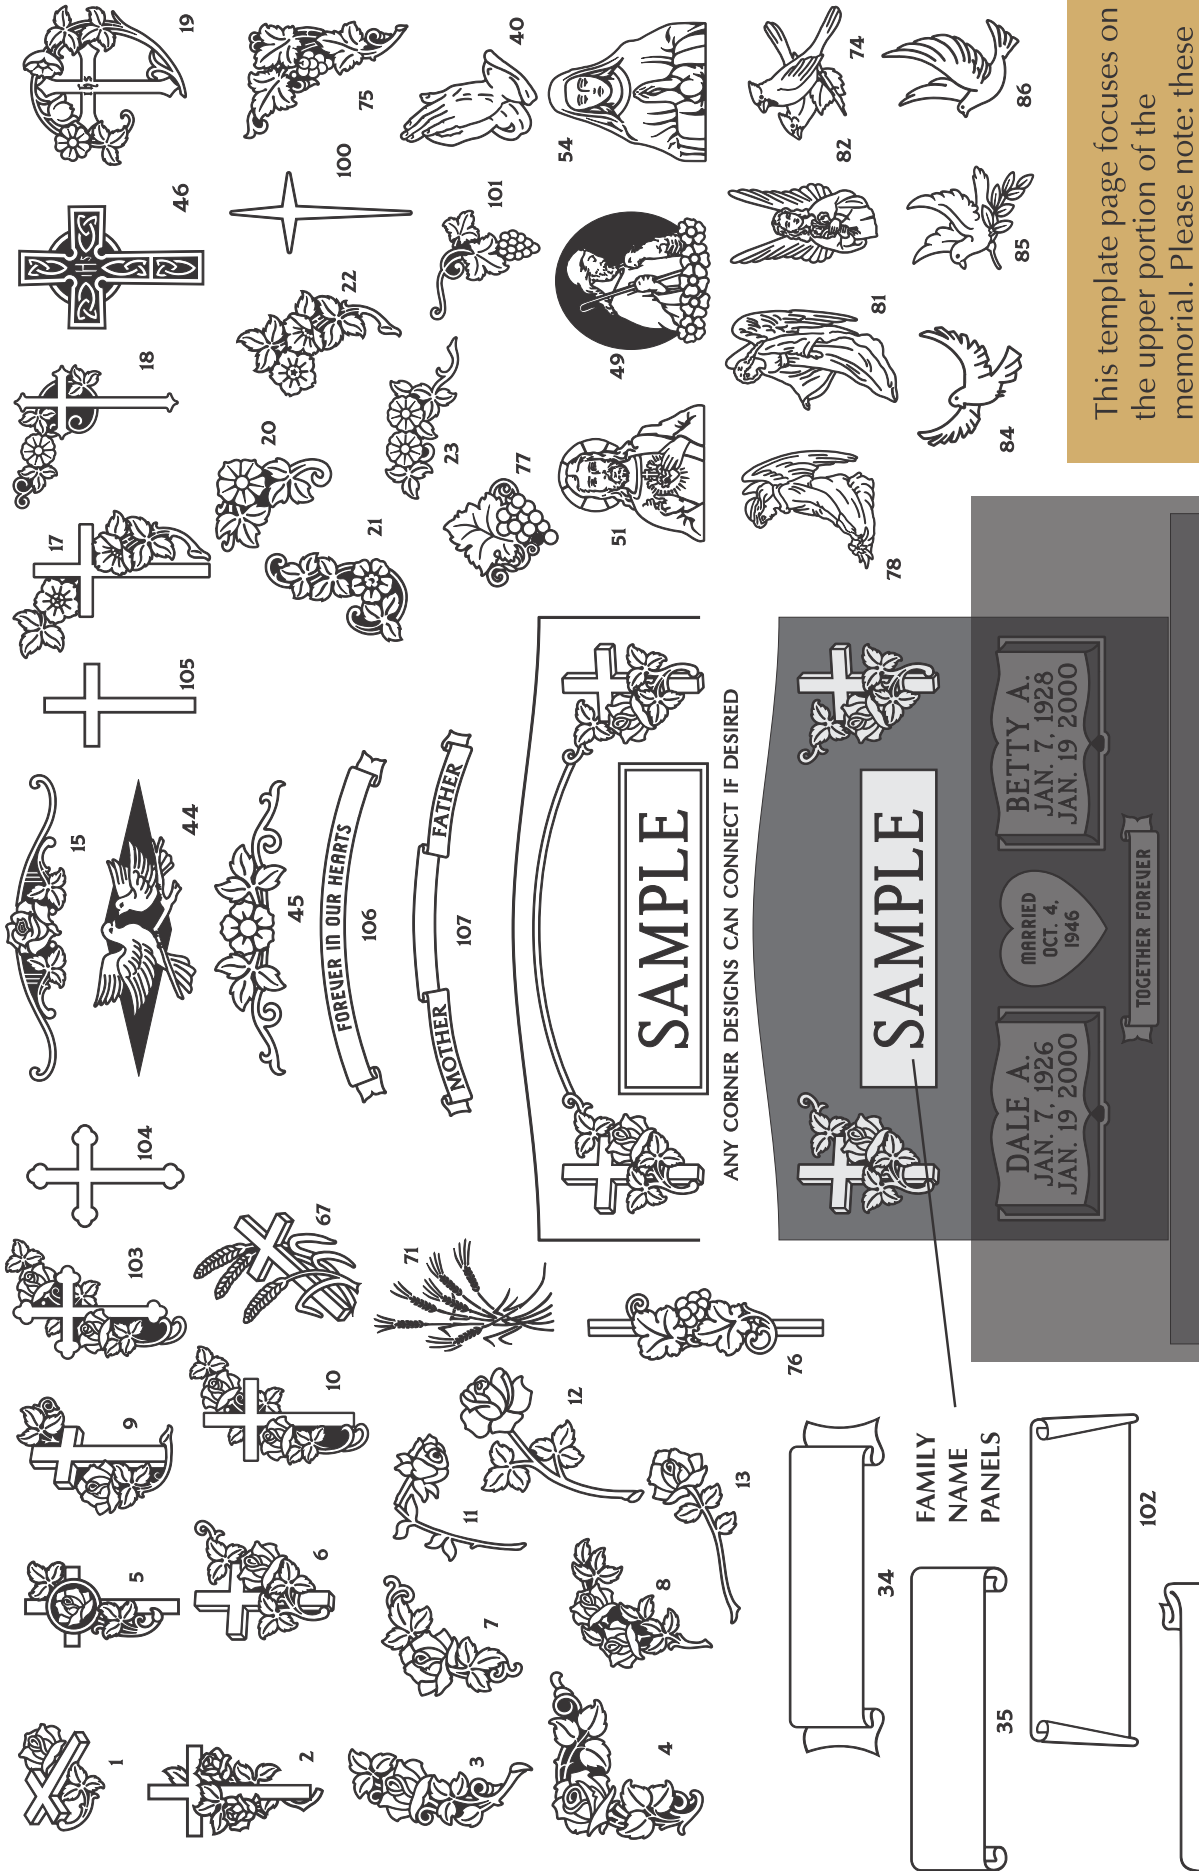 1
5
9
103
104
15
105
17
18
46
19
IHS
IHS
2
6
10
67
44
20
22
100
75
45
21
3
7
11
71
FOREVER IN OUR HEARTS
106
23
101
40
MOTHER
FATHER
107
77
4
8
12
13
76
51
49
54
SAMPLE
ANY CORNER DESIGNS CAN CONNECT IF DESIRED
78
81
82
74
34
35
102
FAMILY
NAME
PANELS
84
85
86
SAMPLE
DALE A.
JAN. 7, 1926
JAN. 19 2000
MARRIED
OCT. 4,
1946
BETTY A.
JAN. 7, 1928
JAN. 19 2000
TOGETHER FOREVER
This template page focuses on
the upper portion of the
memorial. Please note: these